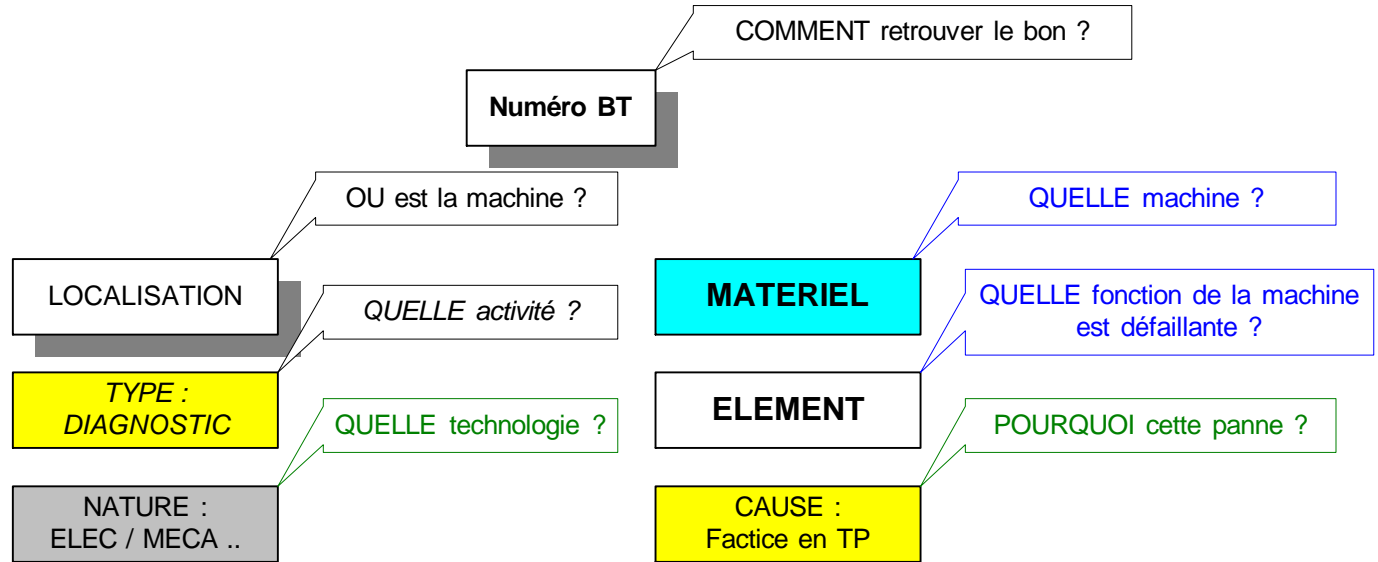 COMMENT retrouver le bon ?
Numéro BT
OU est la machine ?
QUELLE machine ?
LOCALISATION
MATERIEL
QUELLE activité ?
QUELLE fonction de la machine
est défaillante ?
TYPE :
DIAGNOSTIC
ELEMENT
QUELLE technologie ?
POURQUOI cette panne ?
NATURE :
ELEC / MECA ..
CAUSE :
Factice en TP